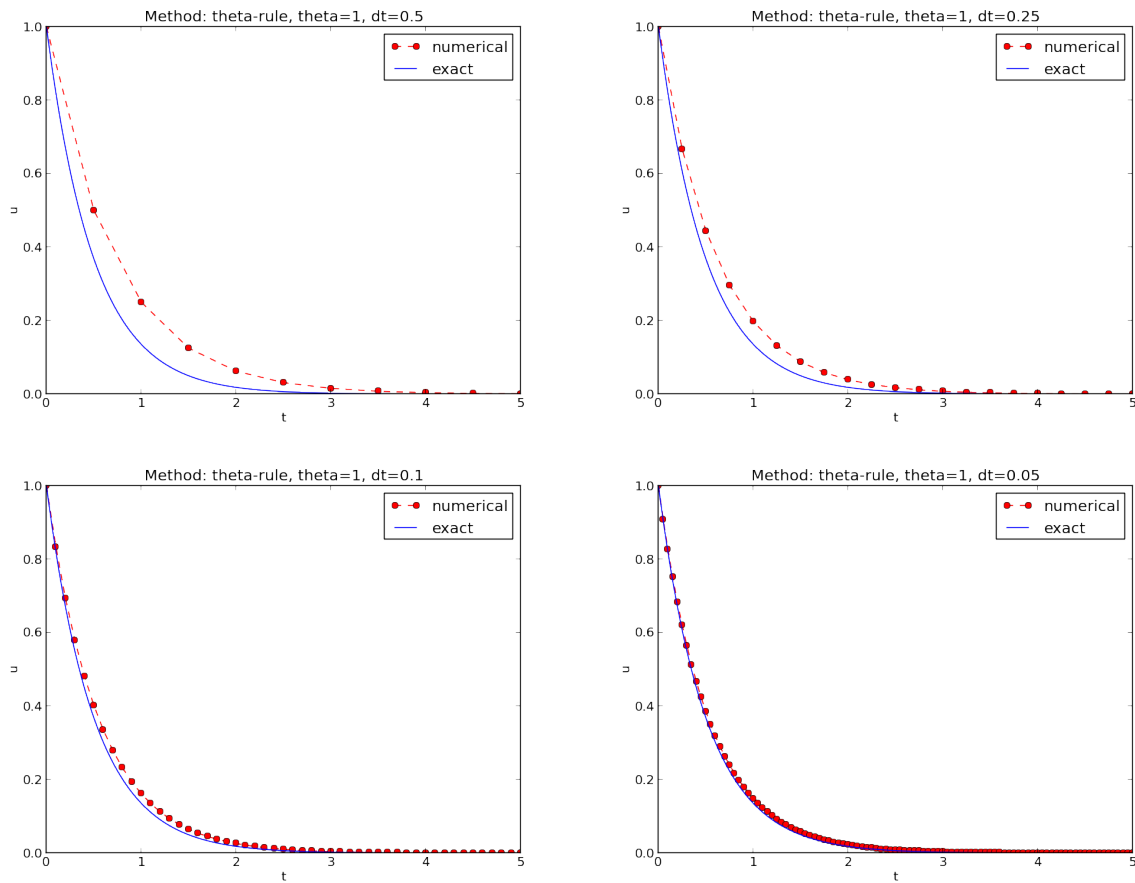 Method: theta-rule, theta=1, dt=0.5
numerical
exact
u
1.0
0.8
0.6
0.4
0.2
0.0
0 1 2 3 4 5
t
Method: theta-rule, theta=1, dt=0.25
numerical
exact
u
1.0
0.8
0.6
0.4
0.2
0.0
0 1 2 3 4 5
t
Method: theta-rule, theta=1, dt=0.1
numerical
exact
u
1.0
0.8
0.6
0.4
0.2
0.0
0 1 2 3 4 5
t
Method: theta-rule, theta=1, dt=0.05
numerical
exact
u
1.0
0.8
0.6
0.4
0.2
0.0
0 1 2 3 4 5
t